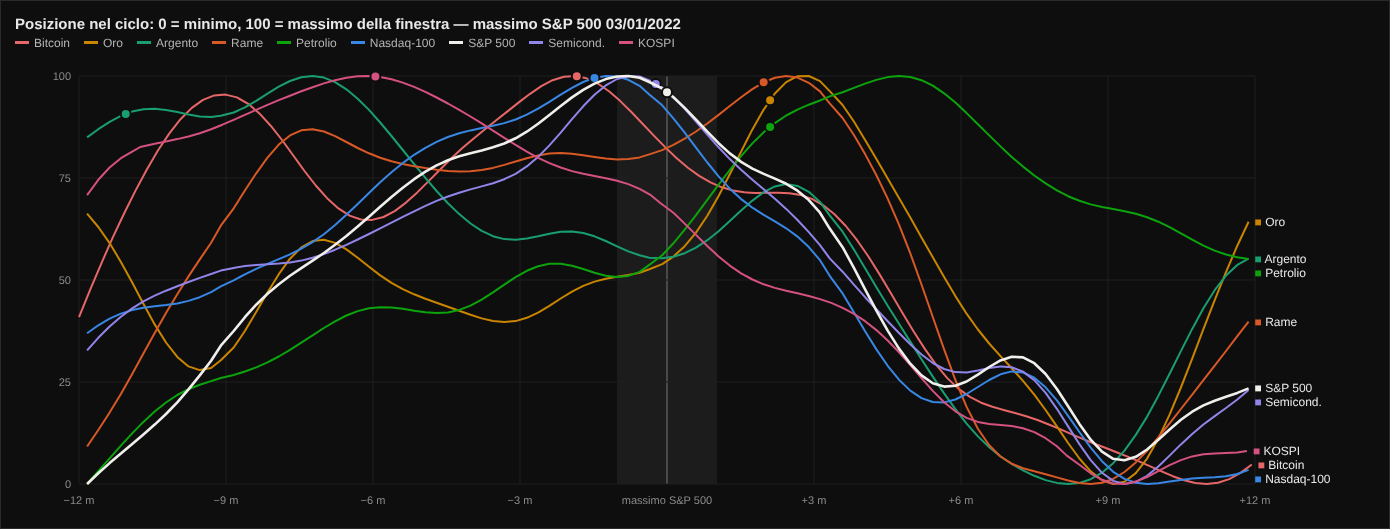 Posizione nel ciclo: 0 = minimo, 100 = massimo della finestra — massimo S&P 500 03/01/2022
Bitcoin Oro Argento Rame Petrolio Nasdaq-100 S&P 500 Semicond. KOSPI
100
75
50
25
0
Oro
Argento
Petrolio
Rame
S&P 500
Semicond.
KOSPI
Bitcoin
Nasdaq-100
−12 m −9 m −6 m −3 m massimo S&P 500 +3 m +6 m +9 m +12 m